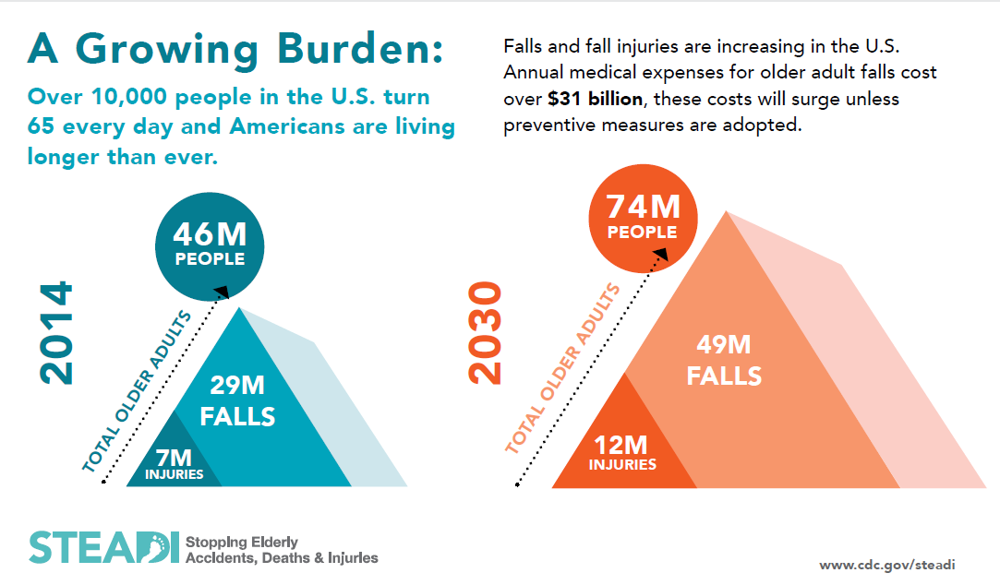 A Growing Burden:
Over 10,000 people in the U.S. turn
65 every day and Americans are living
longer than ever.
Falls and fall injuries are increasing in the U.S.
Annual medical expenses for older adult falls cost
over $31 billion, these costs will surge unless
preventive measures are adopted.
2014
46M
PEOPLE
TOTAL OLDER ADULTS
29M
FALLS
7M
INJURIES
2030
74M
PEOPLE
TOTAL OLDER ADULTS
49M
FALLS
12M
INJURIES
STEADI
Stopping Elderly
Accidents, Deaths & Injuries
www.cdc.gov/steadi